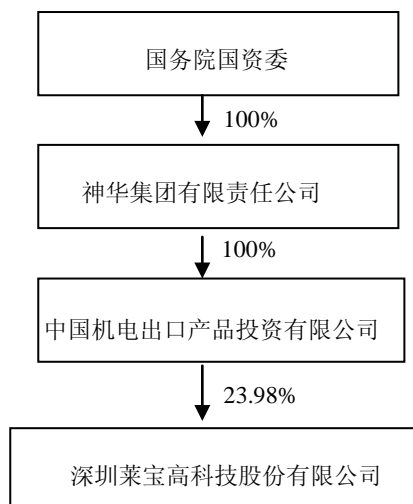 国务院国资委
100%
神华集团有限责任公司
100%
中国机电出口产品投资有限公司
23.98%
深圳莱宝高科技股份有限公司